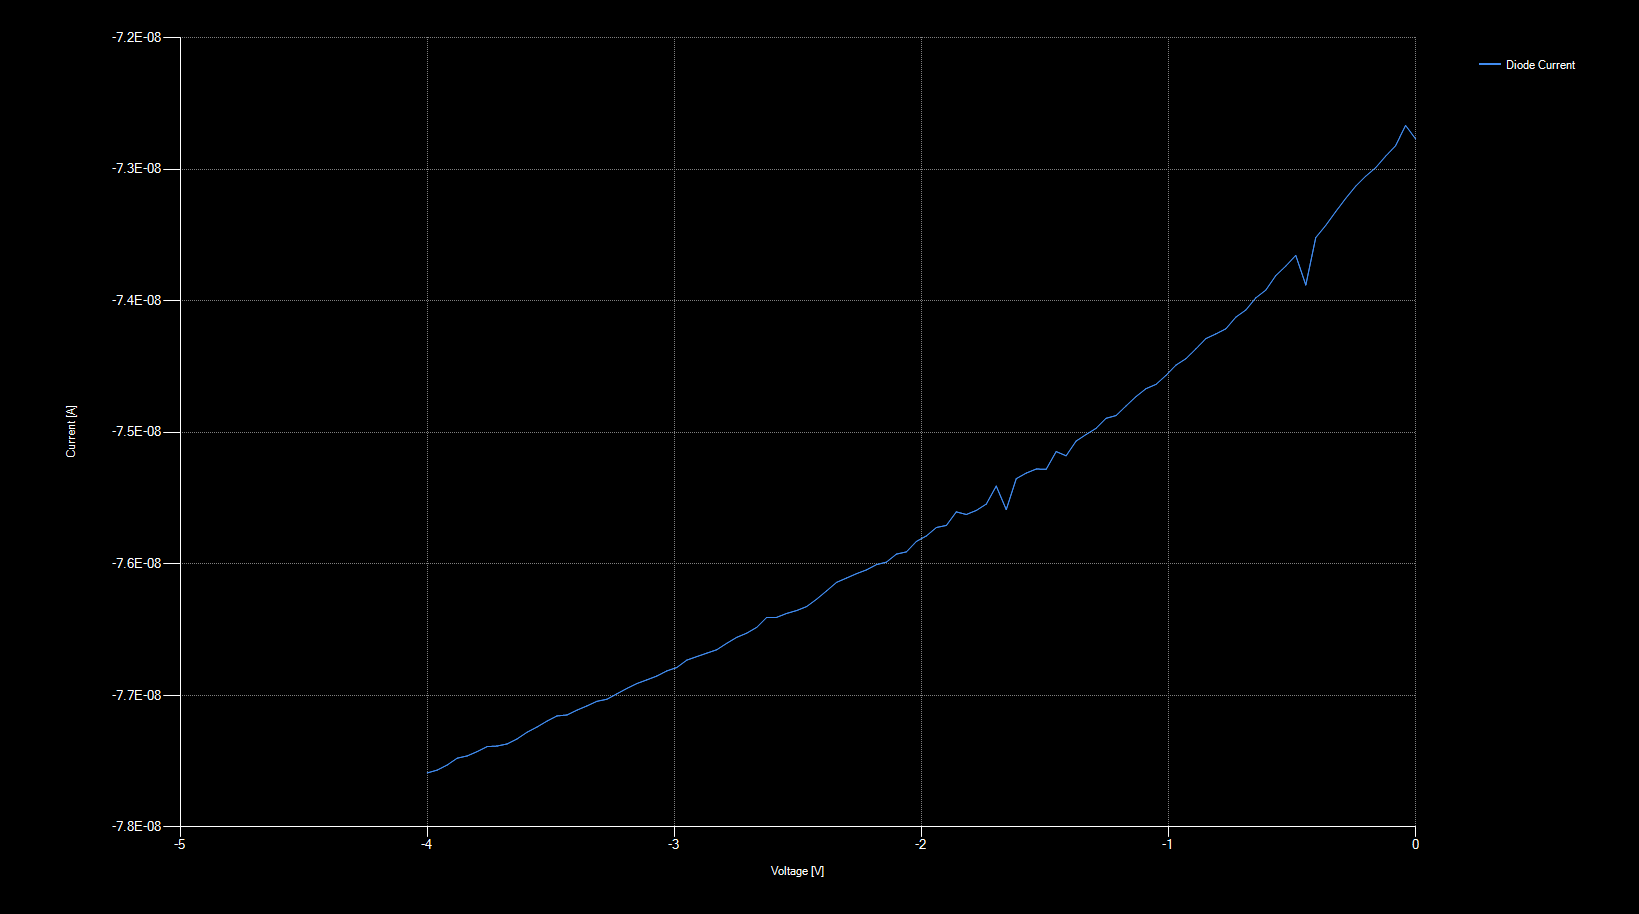 -7.2E-08
Diode Current
-7.3E-08
-7.4E-08
Current [A]
-7.5E-08
-7.6E-08
-7.7E-08
-7.8E-08
-5 -4 -3 -2 -1 0
Voltage [V]